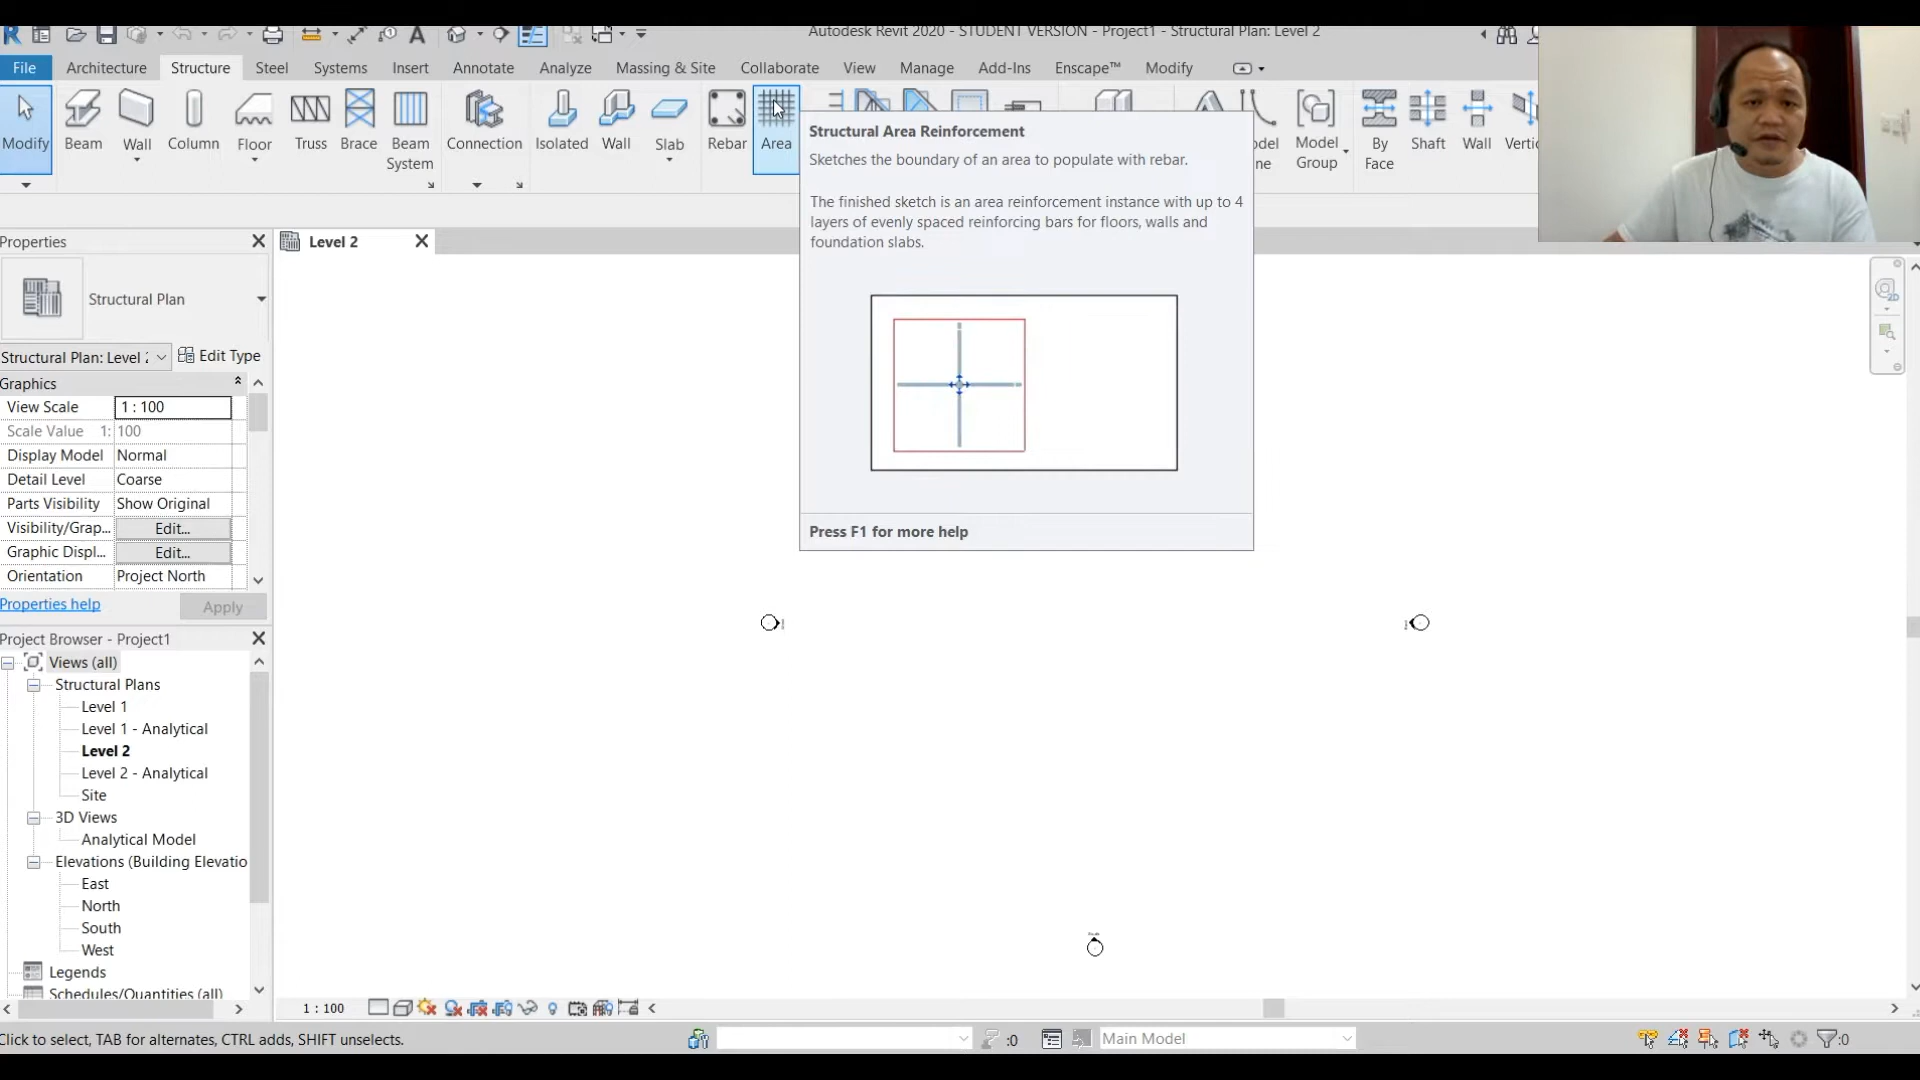 Autodesk Revit 2020 - STUDENT VERSION - Project1 - Structural Plan: Level 2
File Architecture Structure Steel Systems Insert Annotate Analyze Massing & Site Collaborate View Manage Add-Ins Enscape™ Modify
Modify Beam Wall Column Floor Truss Brace Beam System Connection Isolated Wall Slab Rebar Area Model Group By Face Shaft Wall
Structural Area Reinforcement
Sketches the boundary of an area to populate with rebar.
The finished sketch is an area reinforcement instance with up to 4
layers of evenly spaced reinforcing bars for floors, walls and
foundation slabs.
Press F1 for more help
Properties
Level 2
Structural Plan
Structural Plan: Level 2 Edit Type
Graphics
View Scale 1 : 100
Scale Value 1: 100
Display Model Normal
Detail Level Coarse
Parts Visibility Show Original
Visibility/Grap... Edit...
Graphic Displ... Edit...
Orientation Project North
Properties help Apply
Project Browser - Project1
Views (all)
Structural Plans
Level 1
Level 1 - Analytical
Level 2
Level 2 - Analytical
Site
3D Views
Analytical Model
Elevations (Building Elevatio
East
North
South
West
Legends
Schedules/Quantities (all)
1 : 100
Click to select, TAB for alternates, CTRL adds, SHIFT unselects.
:0 Main Model :0